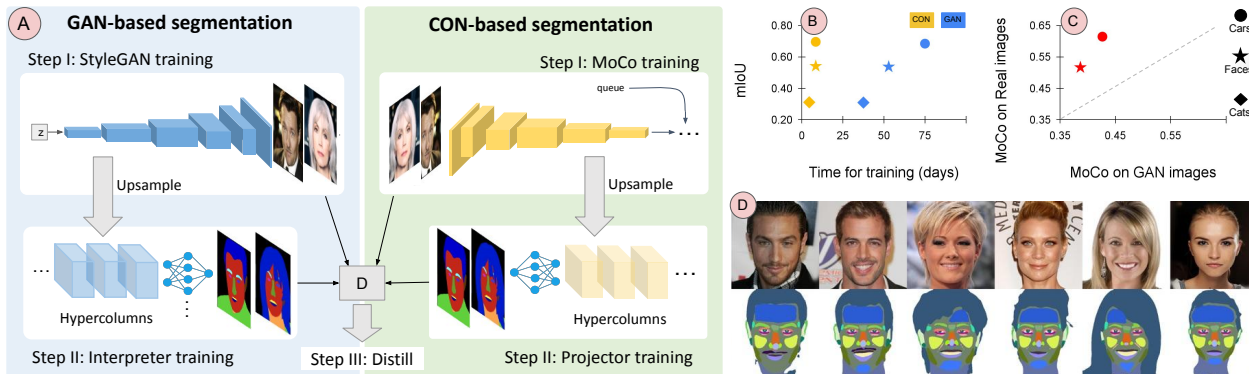 A
GAN-based segmentation
CON-based segmentation
Step I: StyleGAN training
Step I: MoCo training
z
queue
...
Upsample
Upsample
...
...
Hypercolumns
D
Hypercolumns
Step II: Interpreter training
Step III: Distill
Step II: Projector training
B
CON
GAN
mIoU
0.80
0.60
0.40
0.20
0
25
50
75
Time for training (days)
C
MoCo on Real images
0.65
0.55
0.45
0.35
0.35
0.45
0.55
MoCo on GAN images
Cars
Faces
Cats
D